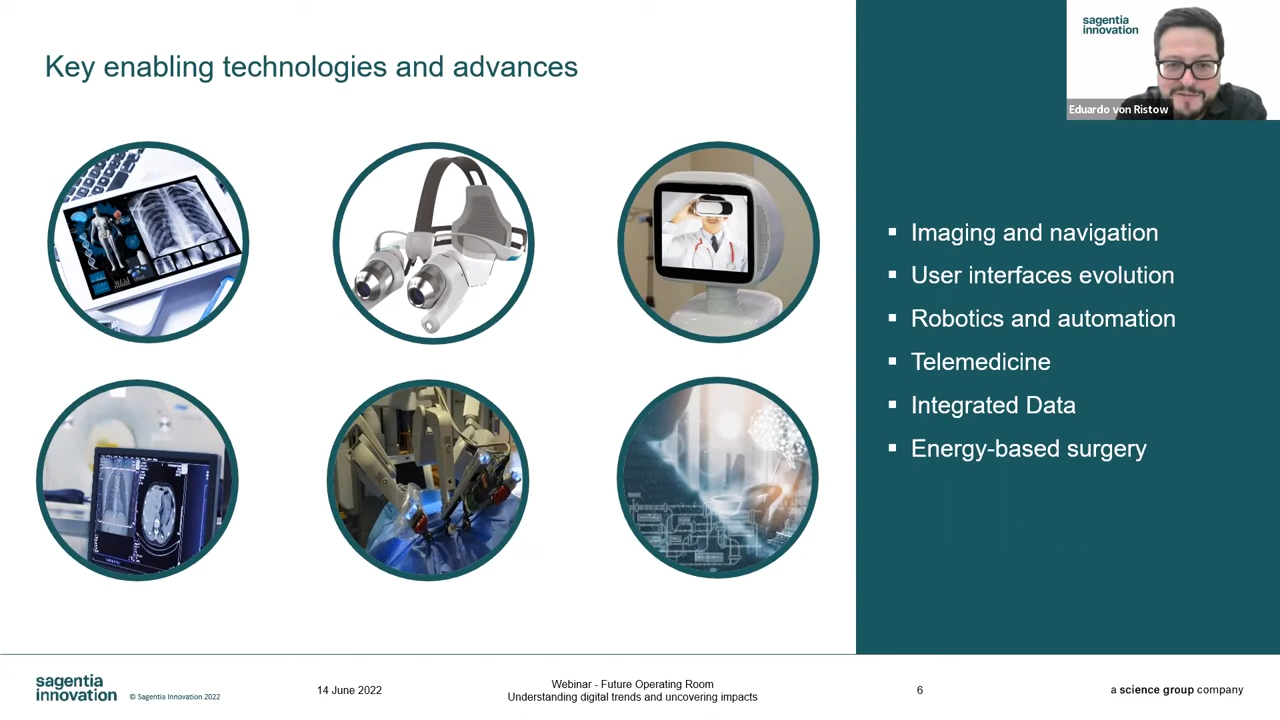 Key enabling technologies and advances
sagentia
innovation
Eduardo von Ristow
▪ Imaging and navigation
▪ User interfaces evolution
▪ Robotics and automation
▪ Telemedicine
▪ Integrated Data
▪ Energy-based surgery
sagentia
innovation
© Sagentia Innovation 2022
14 June 2022
Webinar - Future Operating Room
Understanding digital trends and uncovering impacts
6
a science group company